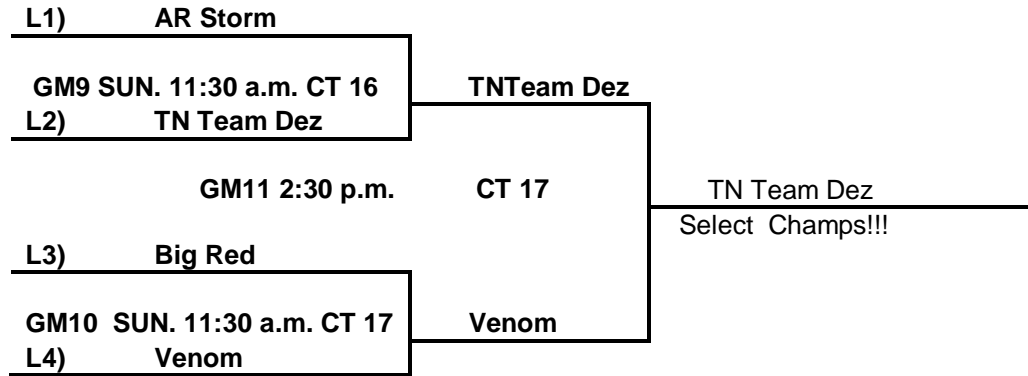 L1) AR Storm
GM9 SUN. 11:30 a.m. CT 16 TNTeam Dez
L2) TN Team Dez
GM11 2:30 p.m. CT 17 TN Team Dez
Select Champs!!!
L3) Big Red
GM10 SUN. 11:30 a.m. CT 17 Venom
L4) Venom